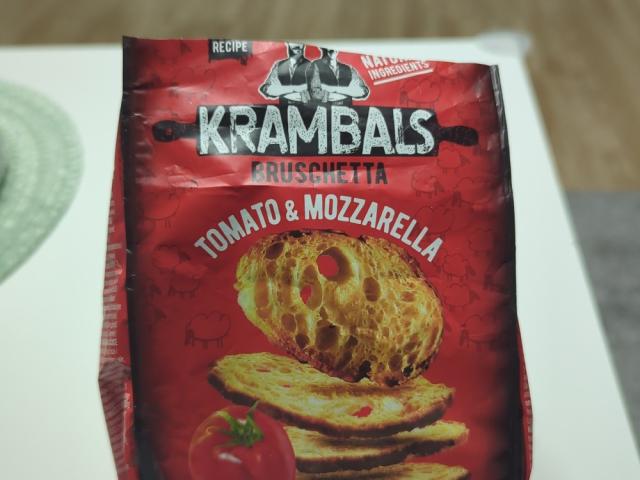 RECIPE
NATURAL
INGREDIENTS
KRAMBALS
BRUSCHETTA
TOMATO & MOZZARELLA